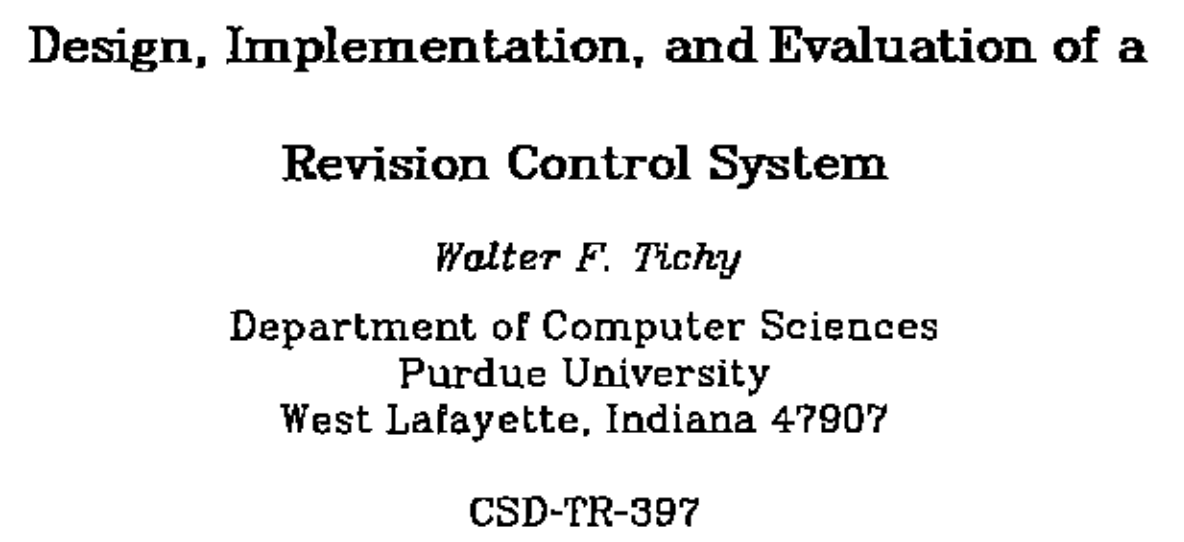 Design, Implementation, and Evaluation of a
Revision Control System
Walter F. Tichy
Department of Computer Sciences
Purdue University
West Lafayette, Indiana 47907
CSD-TR-397